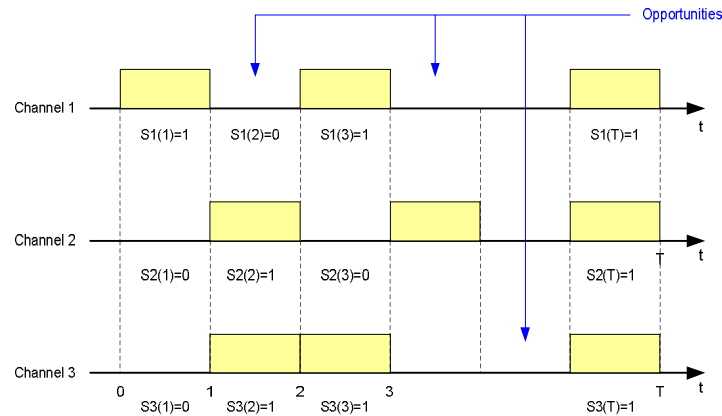 Opportunities
Channel 1
t
S1(1)=1 S1(2)=0 S1(3)=1 S1(T)=1
Channel 2
T t
S2(1)=0 S2(2)=1 S2(3)=0 S2(T)=1
Channel 3
0 1 2 3 T t
S3(1)=0 S3(2)=1 S3(3)=1 S3(T)=1